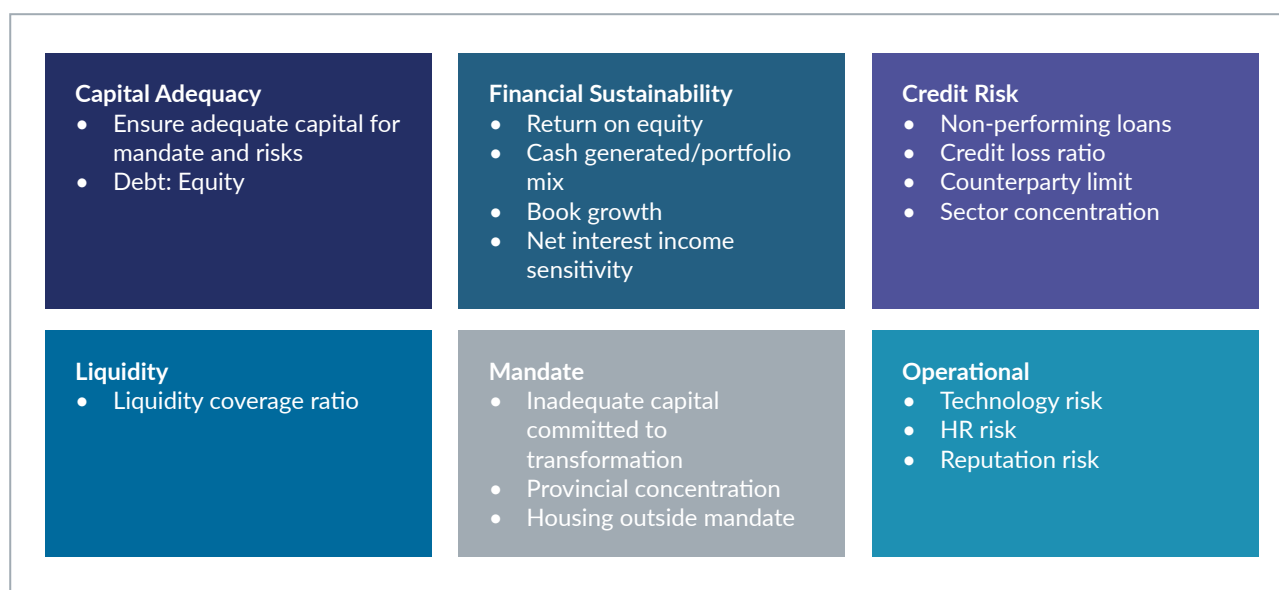 Capital Adequacy
• Ensure adequate capital for
mandate and risks
• Debt: Equity
Financial Sustainability
• Return on equity
• Cash generated/portfolio
mix
• Book growth
• Net interest income
sensitivity
Credit Risk
• Non-performing loans
• Credit loss ratio
• Counterparty limit
• Sector concentration
Liquidity
• Liquidity coverage ratio
Mandate
• Inadequate capital
committed to
transformation
• Provincial concentration
• Housing outside mandate
Operational
• Technology risk
• HR risk
• Reputation risk